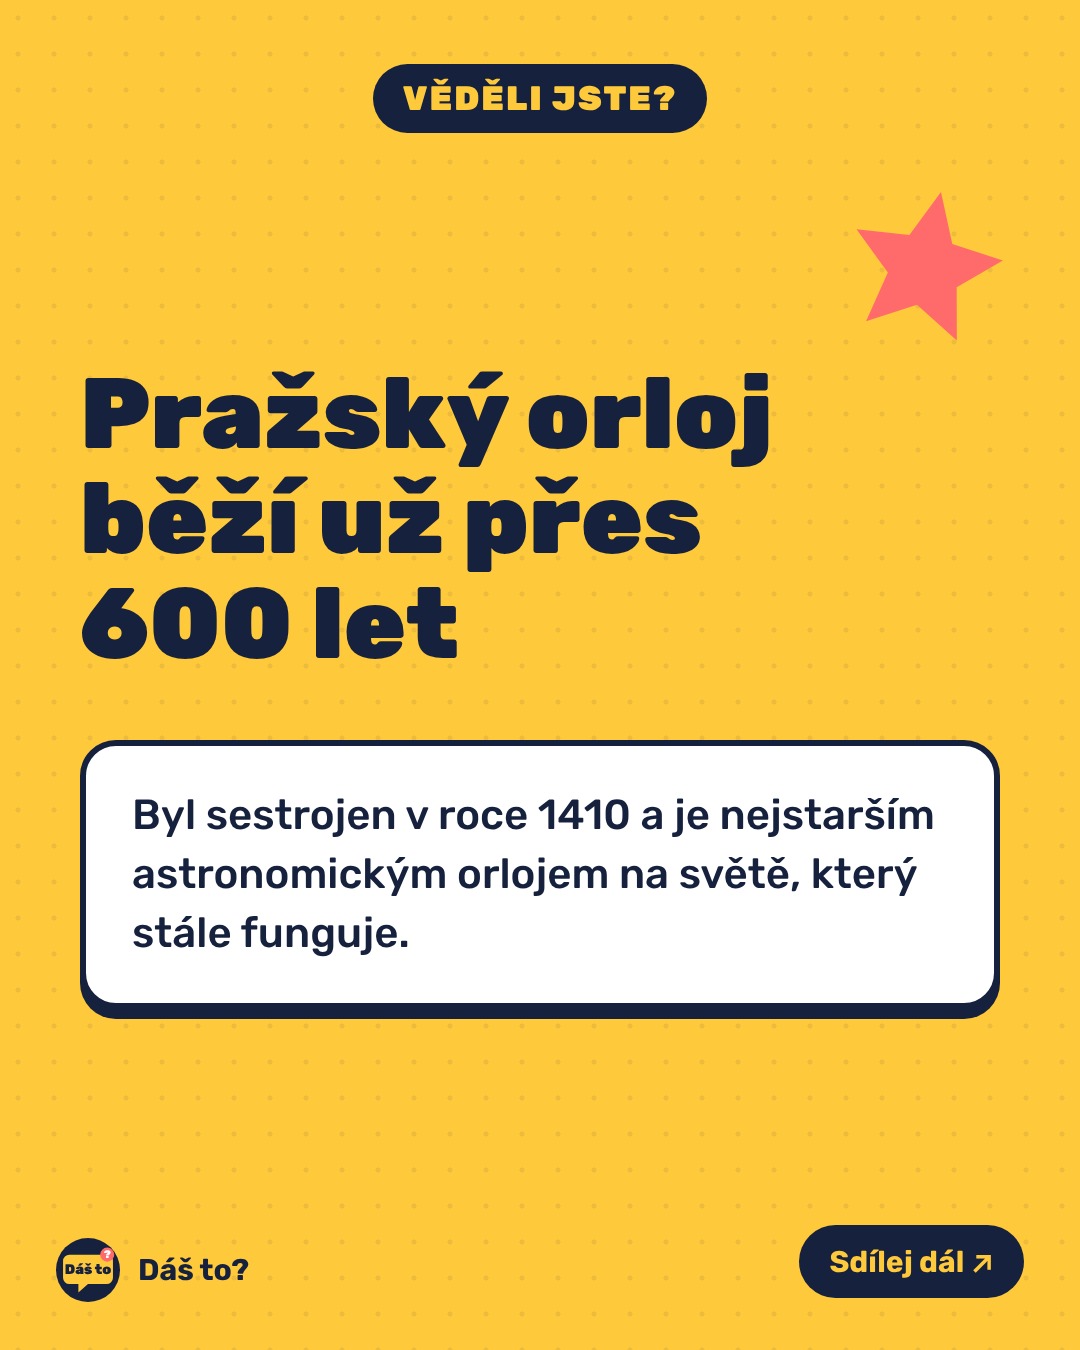 VĚDĚLI JSTE?
Pražský orloj
běží už přes
600 let
Byl sestrojen v roce 1410 a je nejstarším
astronomickým orlojem na světě, který
stále funguje.
Dáš to
?
Dáš to?
Sdílej dál ↗